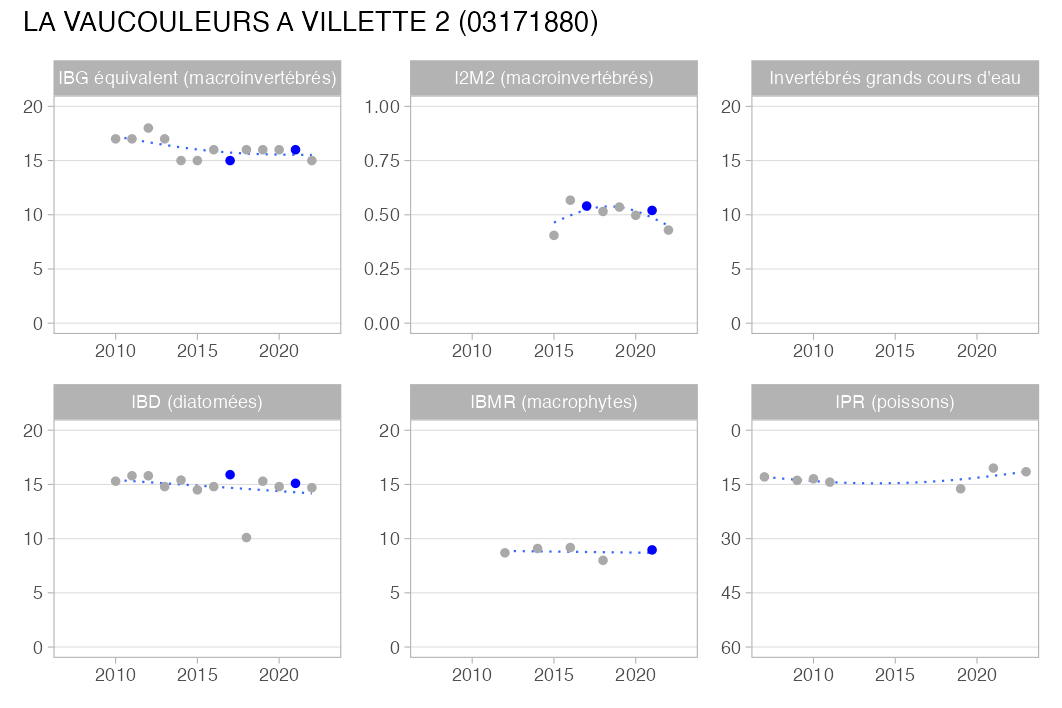 LA VAUCOULEURS A VILLETTE 2 (03171880)
IBG équivalent (macroinvertébrés)
I2M2 (macroinvertébrés)
Invertébrés grands cours d'eau
20
15
10
5
0
1.00
0.75
0.50
0.25
0.00
20
15
10
5
0
2010 2015 2020
2010 2015 2020
2010 2015 2020
IBD (diatomées)
IBMR (macrophytes)
IPR (poissons)
20
15
10
5
0
20
15
10
5
0
0
15
30
45
60
2010 2015 2020
2010 2015 2020
2010 2015 2020